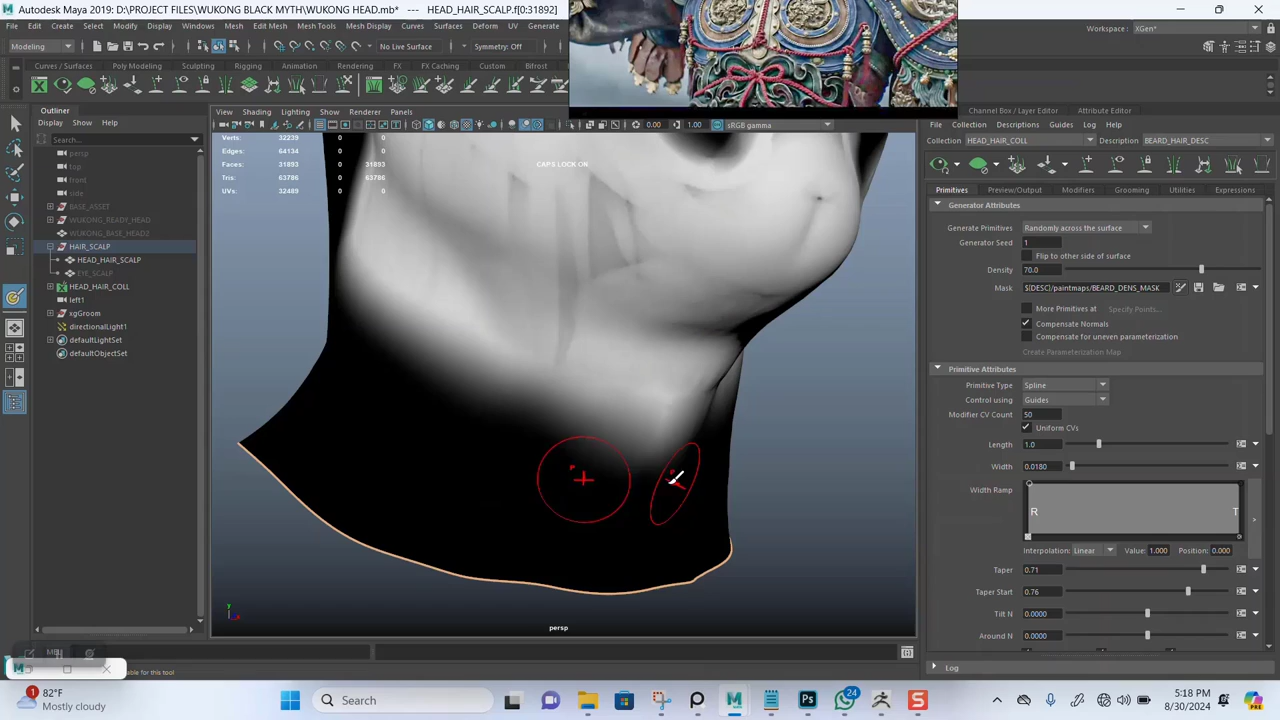 Autodesk Maya 2019: D:\PROJECT FILES\WUKONG BLACK MYTH\WUKONG HEAD.mb* --- HEAD_HAIR_SCALP.f[0:31892]
File Edit Create Select Modify Display Windows Mesh Edit Mesh Mesh Tools Mesh Display Curves Surfaces Deform UV Generate
Workspace: XGen*
Modeling
No Live Surface
Symmetry: Off
Curves / Surfaces Poly Modeling Sculpting Rigging Animation Rendering FX FX Caching Custom Bifrost
Outliner
Display Show Help
Search...
persp
top
front
side
BASE_ASSET
WUKONG_READY_HEAD
WUKONG_BASE_HEAD2
HAIR_SCALP
HEAD_HAIR_SCALP
EYE_SCALP
HEAD_HAIR_COLL
left1
xgGroom
directionalLight1
defaultLightSet
defaultObjectSet
View Shading Lighting Show Renderer Panels
0.00 1.00 sRGB gamma
Verts: 32239 0 0
Edges: 64134 0 0
Faces: 31893 31893 0
Tris: 63786 63786 0
UVs: 32489 0 0
CAPS LOCK ON
P
persp
Channel Box / Layer Editor Attribute Editor
File Collection Descriptions Guides Log Help
Collection HEAD_HAIR_COLL Description BEARD_HAIR_DESC
Primitives Preview/Output Modifiers Grooming Utilities Expressions
Generator Attributes
Generate Primitives Randomly across the surface
Generator Seed 1
Flip to other side of surface
Density 70.0
Mask ${DESC}/paintmaps/BEARD_DENS_MASK
More Primitives at Specify Points...
Compensate Normals
Compensate for uneven parameterization
Create Parameterization Map
Primitive Attributes
Primitive Type Spline
Control using Guides
Modifier CV Count 50
Uniform CVs
Length 1.0
Width 0.0180
Width Ramp R T
Interpolation: Linear Value: 1.000 Position: 0.000
Taper 0.71
Taper Start 0.76
Tilt N 0.0000
Around N 0.0000
Log
able for this tool
82°F
Mostly cloudy
Search
24
5:18 PM
8/30/2024